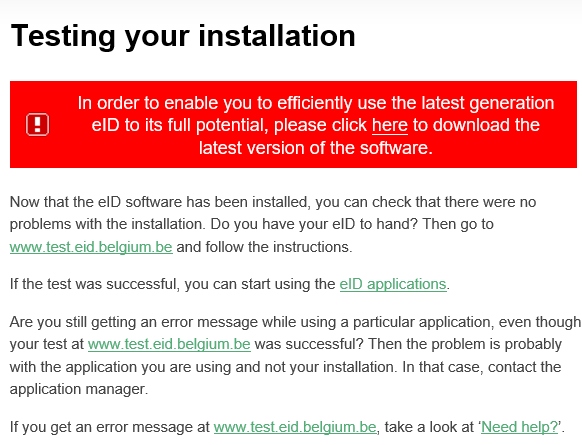 Testing your installation
In order to enable you to efficiently use the latest generation
eID to its full potential, please click here to download the
latest version of the software.
Now that the eID software has been installed, you can check that there were no
problems with the installation. Do you have your eID to hand? Then go to
www.test.eid.belgium.be and follow the instructions.
If the test was successful, you can start using the eID applications.
Are you still getting an error message while using a particular application, even though
your test at www.test.eid.belgium.be was successful? Then the problem is probably
with the application you are using and not your installation. In that case, contact the
application manager.
If you get an error message at www.test.eid.belgium.be, take a look at ‘Need help?’.